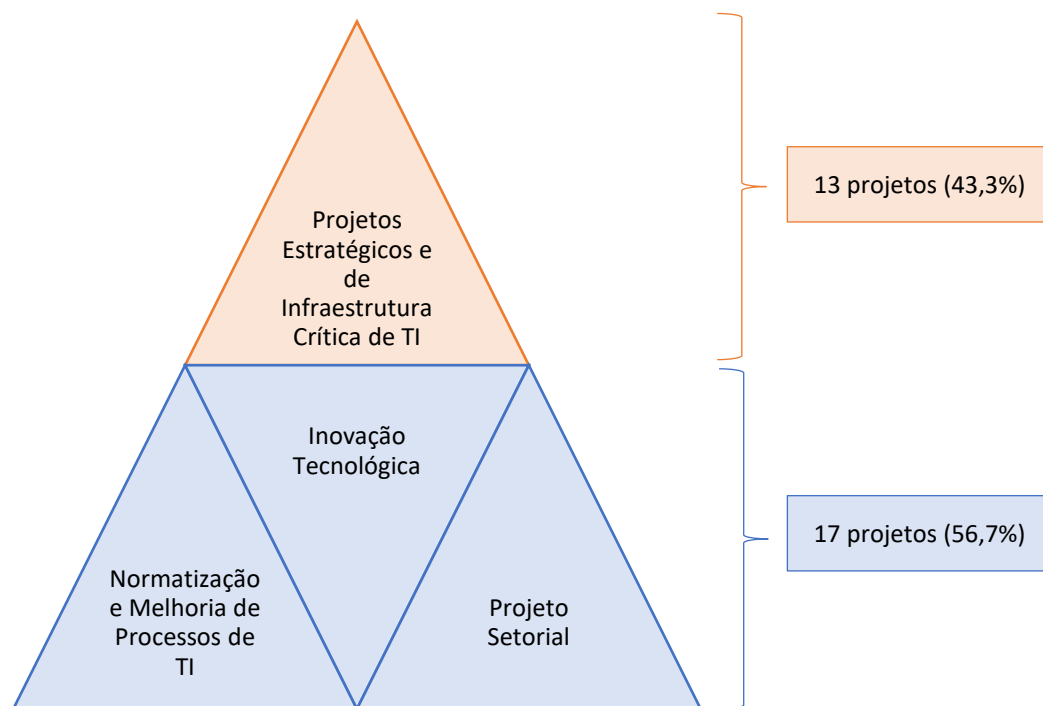 Projetos
Estratégicos e
de
Infraestrutura
Crítica de TI
13 projetos (43,3%)
Inovação
Tecnológica
Normatização
e Melhoria de
Processos de
TI
Projeto
Setorial
17 projetos (56,7%)